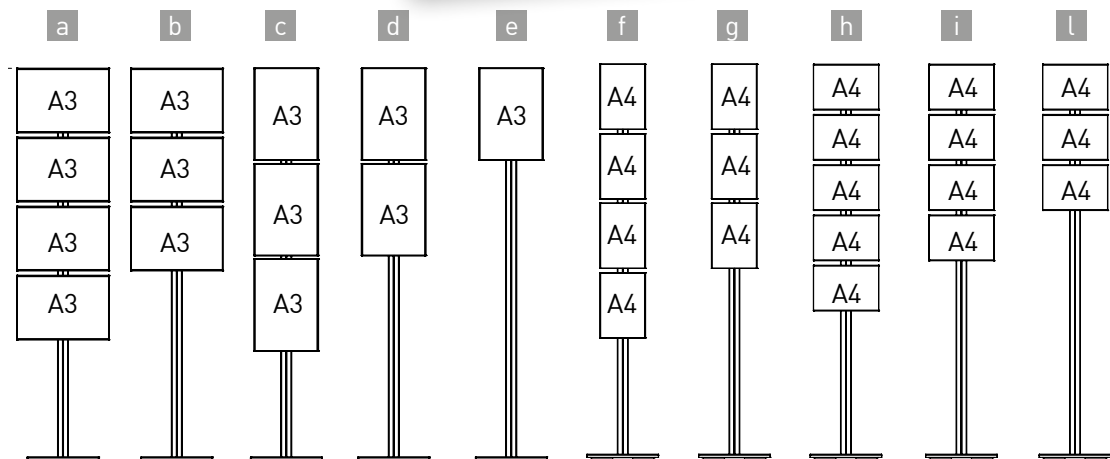 a b c d e f g h i l
A3 A3 A3 A3 A3 A4 A4 A4 A4 A4
A3 A3 A3 A3 A4 A4 A4 A4 A4
A3 A3 A3 A4 A4 A4 A4 A4
A3 A4 A4 A4
A4